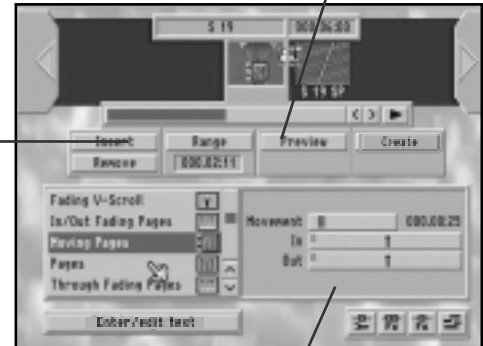 S 19 000:06:00
S 19 SP
Insert Range Preview Create
Remove 000.02:11
Fading V-Scroll
In/Out Fading Pages
Moving Pages
Pages
Through Fading Pages
Movement 000.00:25
In
Out
Enter/edit text